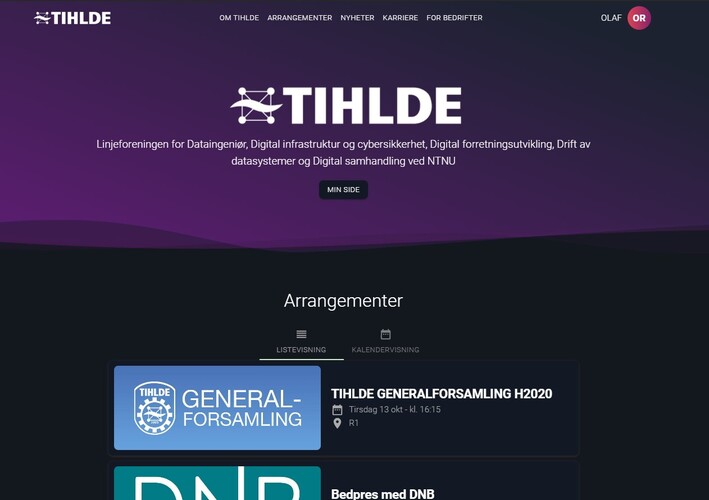 TIHLDE
OM TIHLDE ARRANGEMENTER NYHETER KARRIERE FOR BEDRIFTER
OLAF OR
TIHLDE
Linjeforeningen for Dataingeniør, Digital infrastruktur og cybersikkerhet, Digital forretningsutvikling, Drift av
datasystemer og Digital samhandling ved NTNU
MIN SIDE
Arrangementer
LISTEVISNING KALENDERVISNING
TIHLDE
GENERAL-
FORSAMLING
TIHLDE GENERALFORSAMLING H2020
Tirsdag 13 okt - kl. 16:15
R1
DNB
Bedpres med DNB